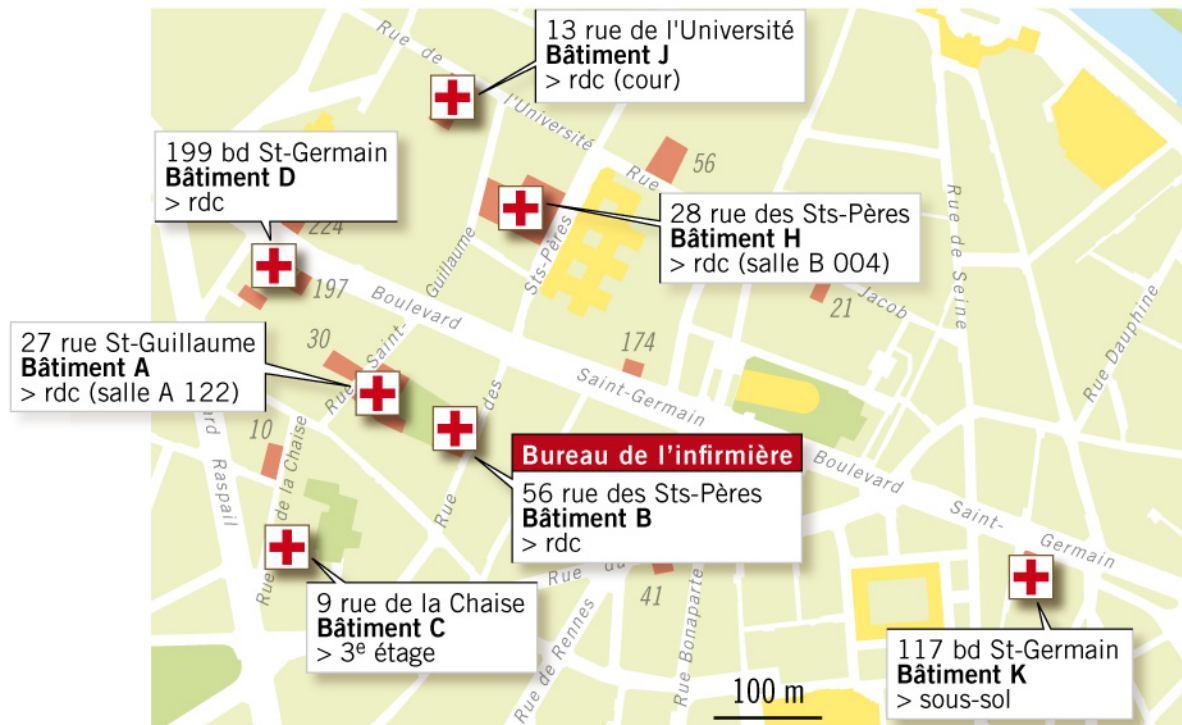 13 rue de l'Université
Bâtiment J
> rdc (cour)
Rue de
l'Université
Rue
Jacob
56
199 bd St-Germain
Bâtiment D
> rdc
28 rue des Sts-Pères
Bâtiment H
> rdc (salle B 004)
224
197
Guillaume
Sts-Pères
Rue de Seine
Rue Dauphine
21
Boulevard
Saint-Germain
174
27 rue St-Guillaume
Bâtiment A
> rdc (salle A 122)
30
Rue Saint-
des
Rue
10
ard Raspail
Rue de la Chaise
Bureau de l'infirmière
56 rue des Sts-Pères
Bâtiment B
> rdc
Boulevard
Saint-
Germain
9 rue de la Chaise
Bâtiment C
> 3e étage
Rue du
41
Rue de Rennes
Rue Bonaparte
117 bd St-Germain
Bâtiment K
> sous-sol
100 m